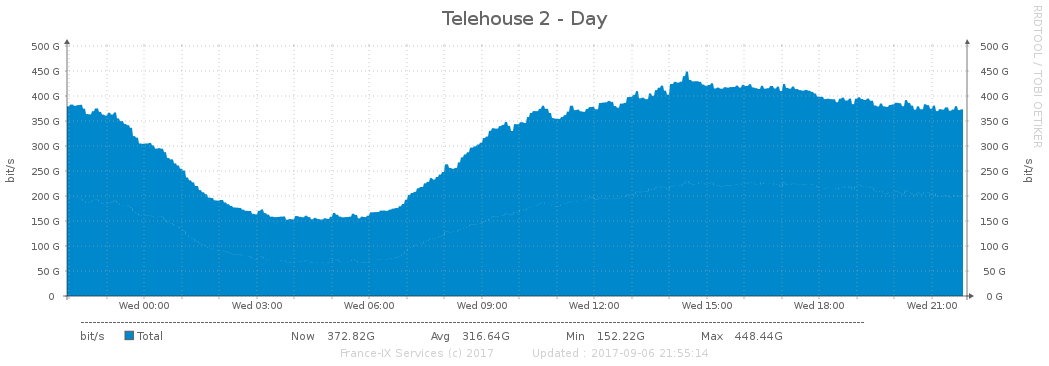 Telehouse 2 - Day
RRDTOOL / TOBI OETIKER
500 G 500 G
450 G 450 G
400 G 400 G
350 G 350 G
300 G 300 G
250 G 250 G
200 G 200 G
150 G 150 G
100 G 100 G
50 G 50 G
0 0 G
bit/s
bit/s
Wed 00:00 Wed 03:00 Wed 06:00 Wed 09:00 Wed 12:00 Wed 15:00 Wed 18:00 Wed 21:00
bit/s Total Now 372.82G Avg 316.64G Min 152.22G Max 448.44G
France-IX Services (c) 2017 Updated : 2017-09-06 21:55:14